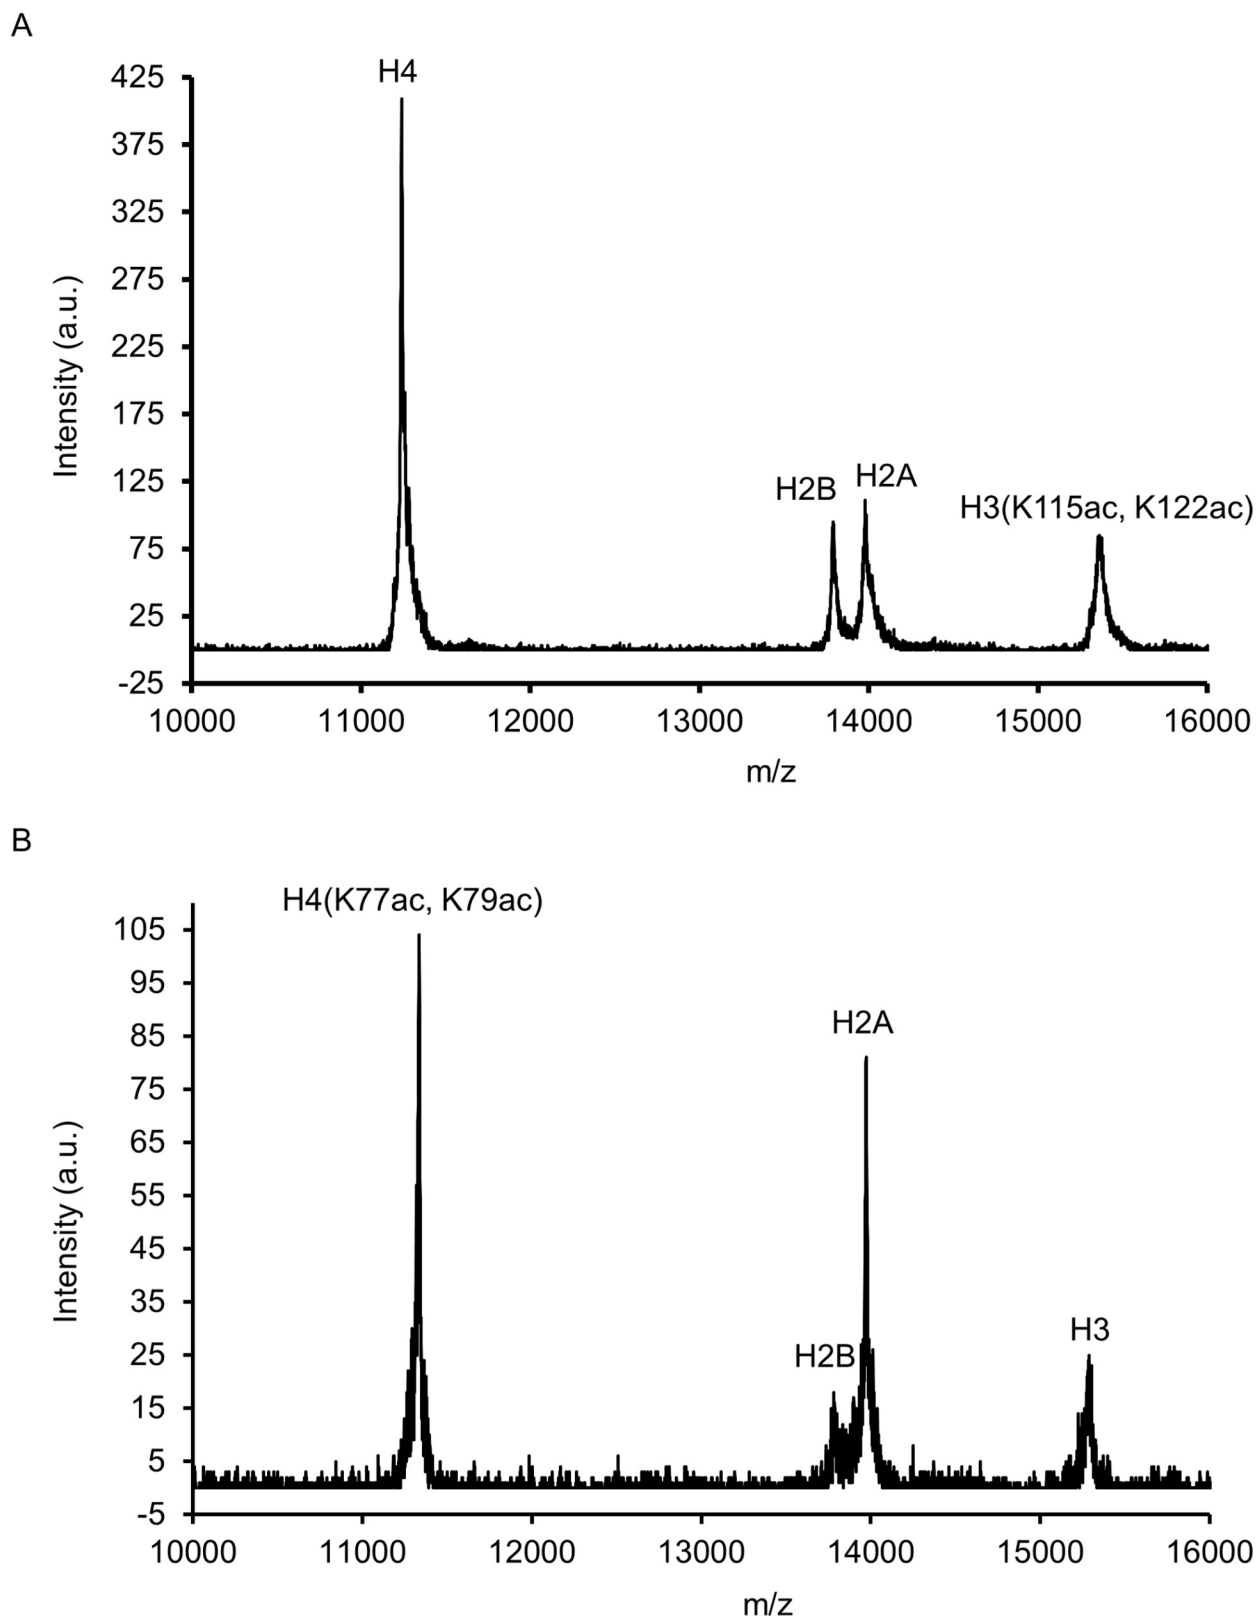 A
H4
425
375
325
275
225
175
125
75
25
-25
Intensity (a.u.)
H2B
H2A
H3(K115ac, K122ac)
10000 11000 12000 13000 14000 15000 16000
m/z
B
H4(K77ac, K79ac)
105
95
85
75
65
55
45
35
25
15
5
-5
Intensity (a.u.)
H2A
H2B
H3
10000 11000 12000 13000 14000 15000 16000
m/z